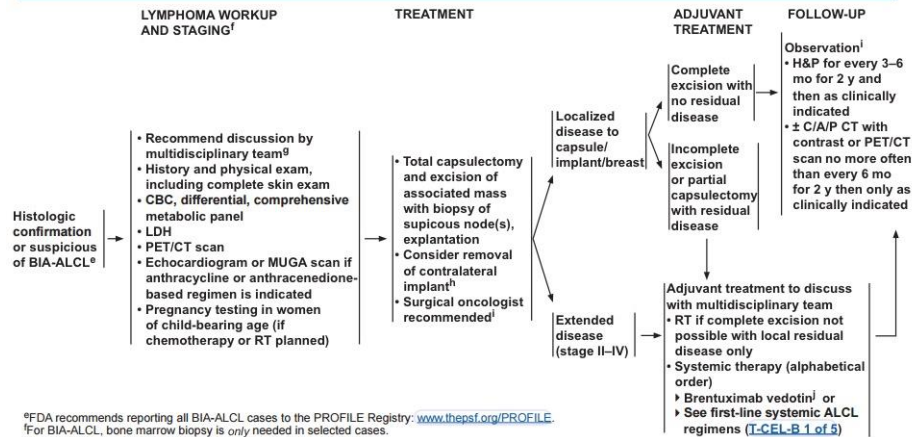 LYMPHOMA WORKUP
AND STAGINGᶠ
TREATMENT
ADJUVANT
TREATMENT
FOLLOW-UP
Histologic
confirmation
or suspicious
of BIA-ALCLᵉ
• Recommend discussion by
multidisciplinary teamᵍ
• History and physical exam,
including complete skin exam
• CBC, differential, comprehensive
metabolic panel
• LDH
• PET/CT scan
• Echocardiogram or MUGA scan if
anthracycline or anthracenedione-
based regimen is indicated
• Pregnancy testing in women
of child-bearing age (if
chemotherapy or RT planned)
• Total capsulectomy
and excision of
associated mass
with biopsy of
supicous node(s),
explantation
• Consider removal
of contralateral
implantʰ
• Surgical oncologist
recommendedⁱ
Localized
disease to
capsule/
implant/breast
Extended
disease
(stage II–IV)
Complete
excision with
no residual
disease
Incomplete
excision
or partial
capsulectomy
with residual
disease
Adjuvant treatment to discuss
with multidisciplinary team
• RT if complete excision not
possible with local residual
disease only
• Systemic therapy (alphabetical
order)
▸ Brentuximab vedotinʲ or
▸ See first-line systemic ALCL
regimens (T-CEL-B 1 of 5)
Observationⁱ
• H&P for every 3–6
mo for 2 y and
then as clinically
indicated
• ± C/A/P CT with
contrast or PET/CT
scan no more often
than every 6 mo
for 2 y then only as
clinically indicated
ᵉFDA recommends reporting all BIA-ALCL cases to the PROFILE Registry: www.thepsf.org/PROFILE.
ᶠFor BIA-ALCL, bone marrow biopsy is only needed in selected cases.